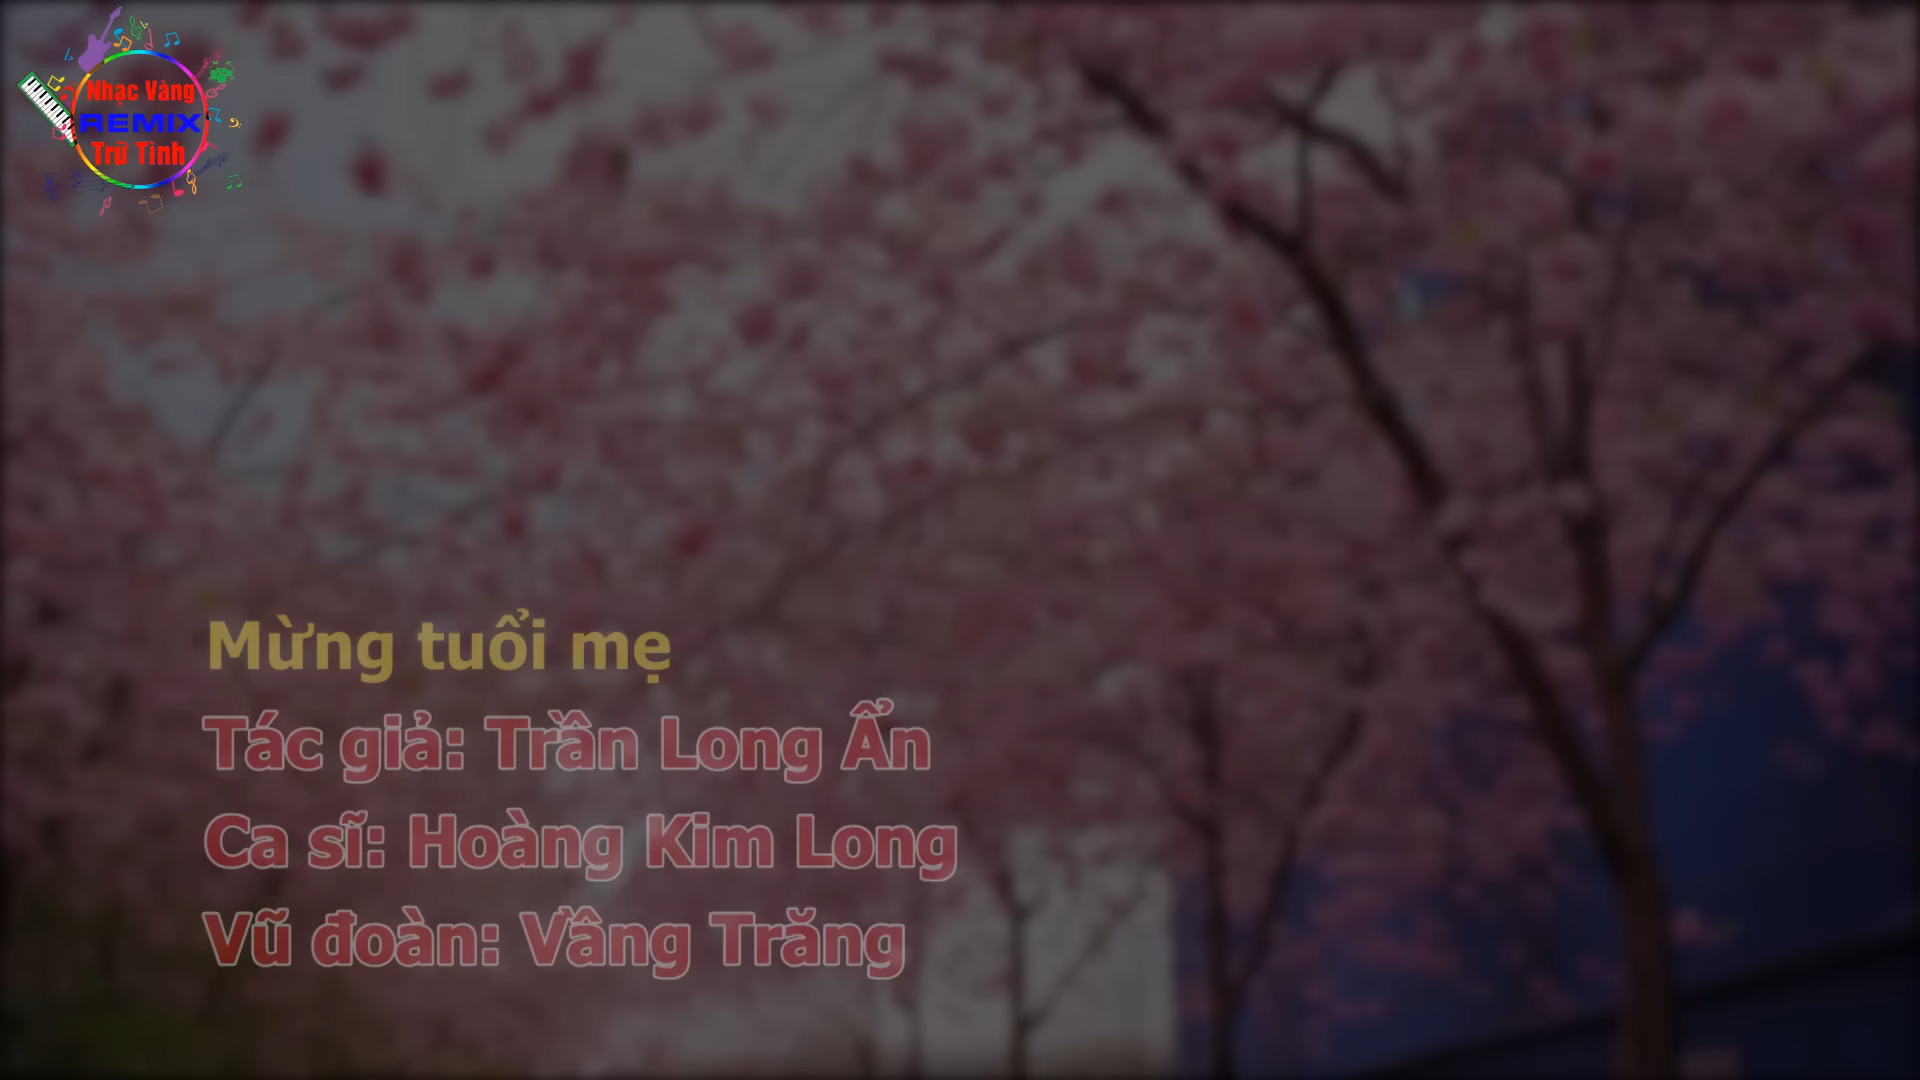 Nhạc Vàng
REMIX
Trữ Tình
Mừng tuổi mẹ
Tác giả: Trần Long Ẩn
Ca sĩ: Hoàng Kim Long
Vũ đoàn: Vầng Trăng